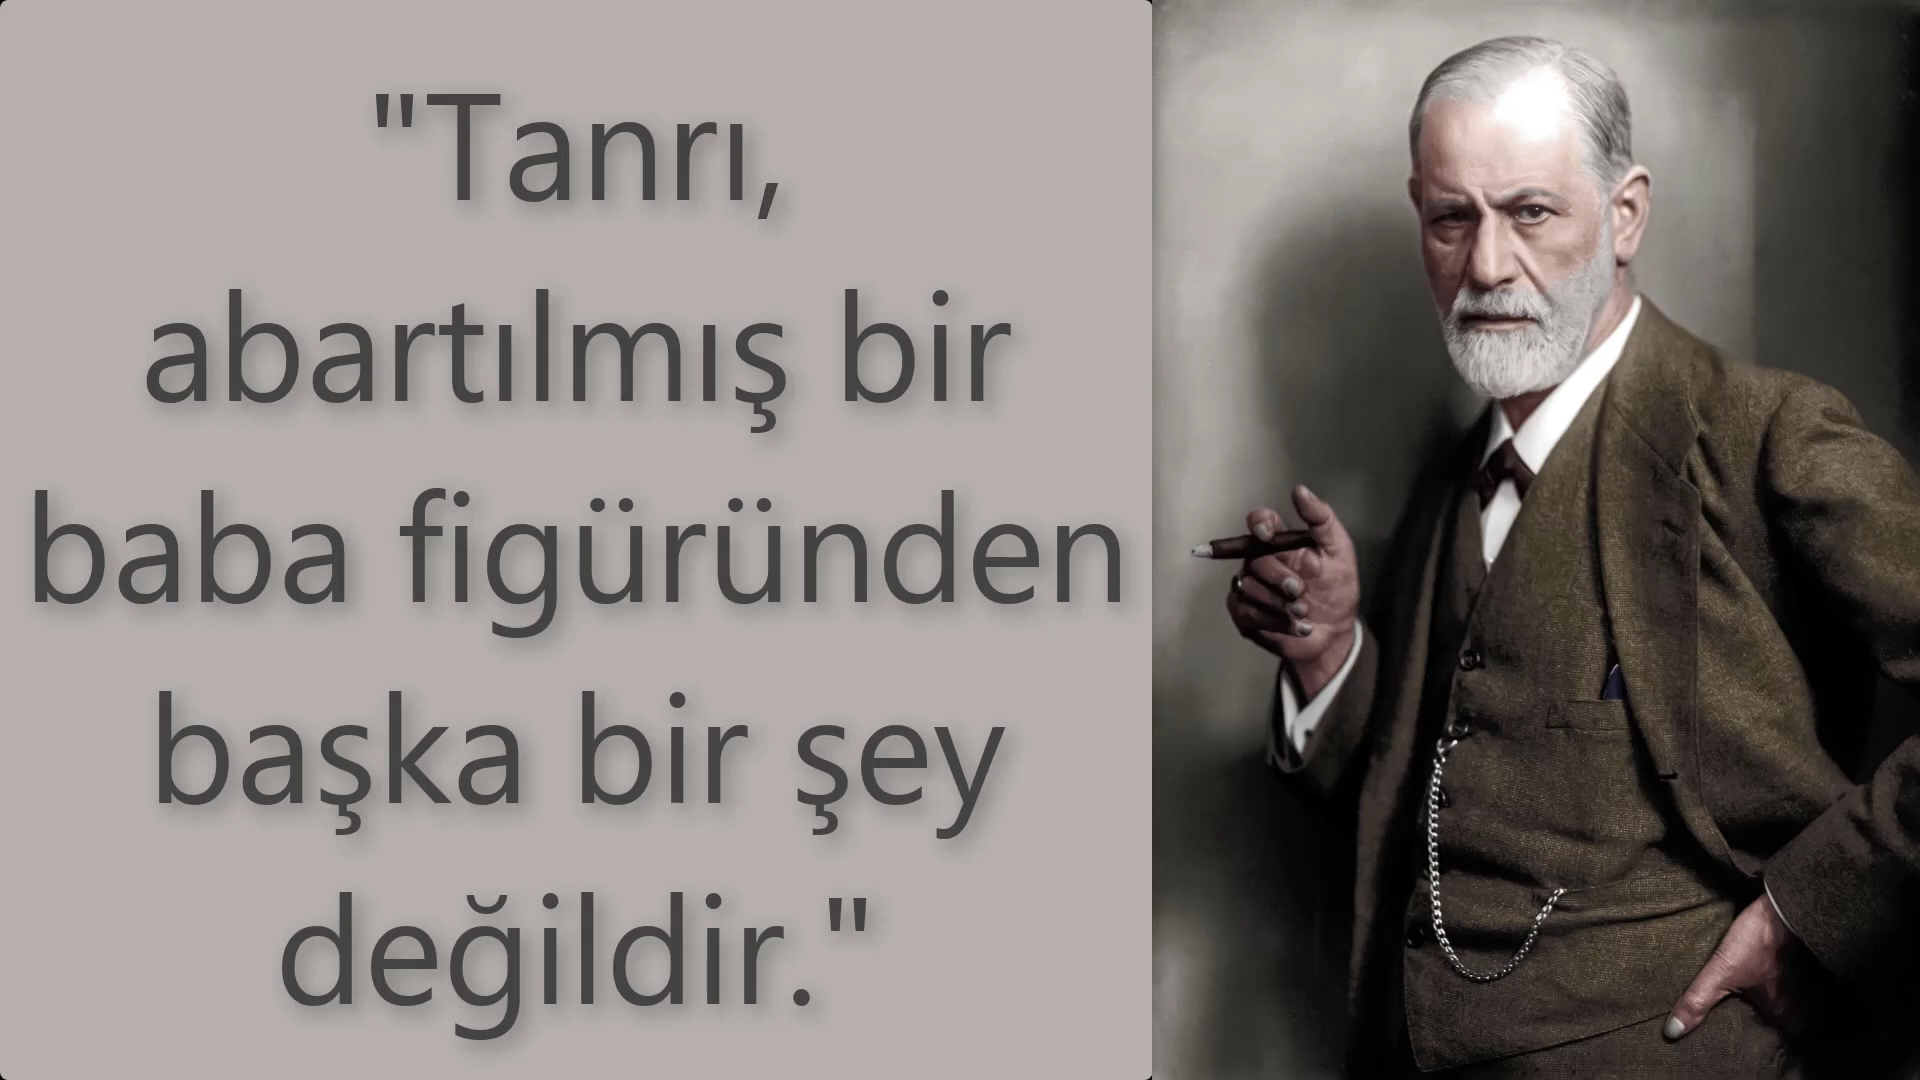 "Tanrı,
abartılmış bir
baba figüründen
başka bir şey
değildir."